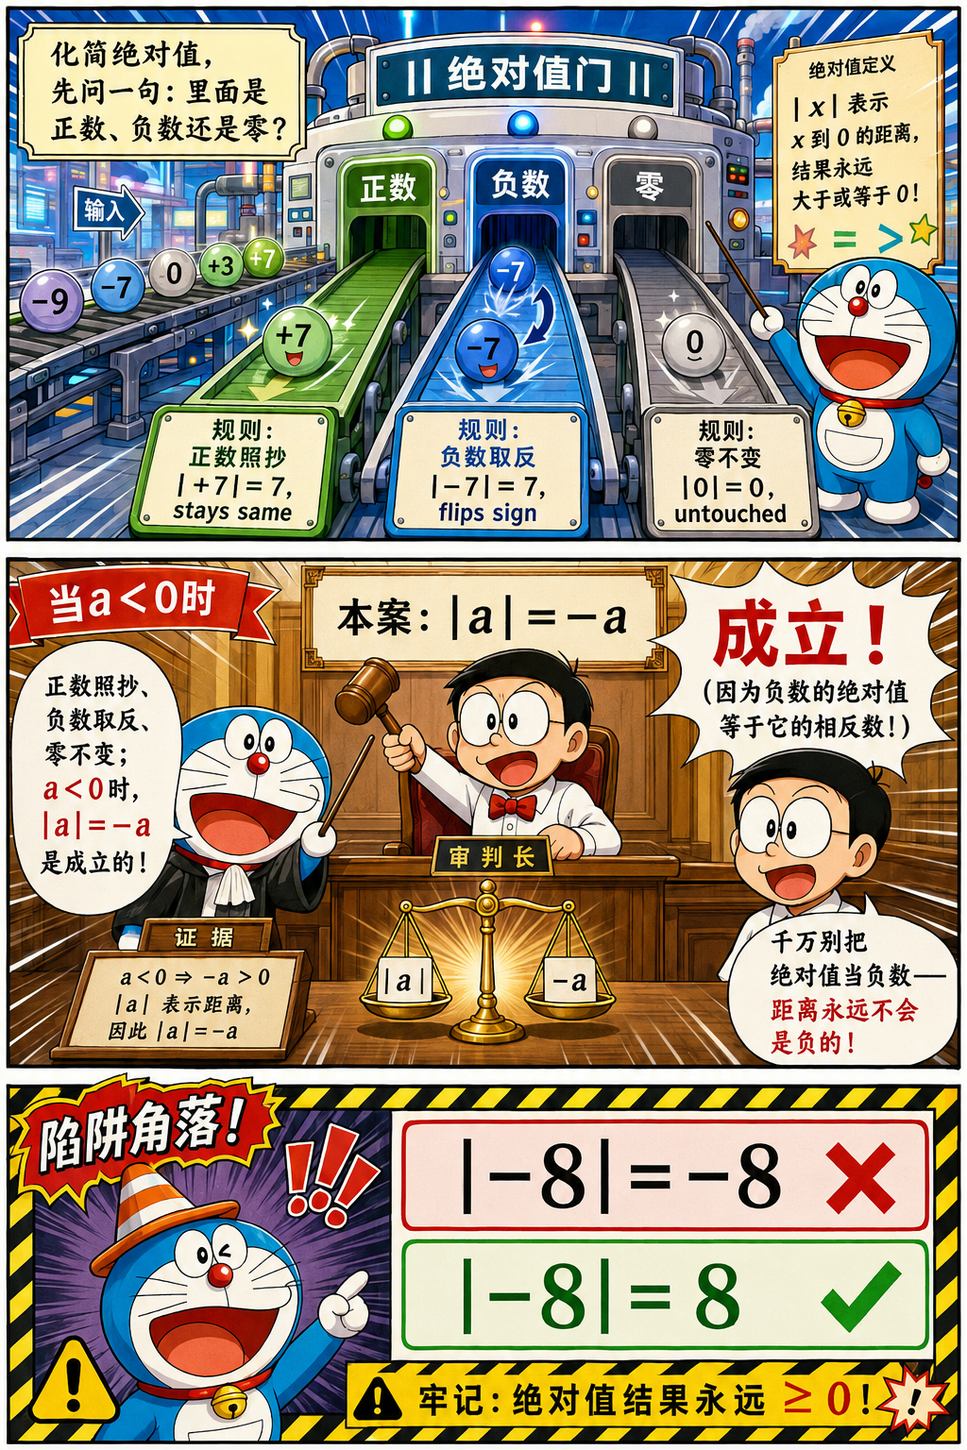 化简绝对值，
先问一句：里面是
正数、负数还是零？
|| 绝对值门 ||
绝对值定义
| x | 表示
x 到 0 的距离，
结果永远
大于或等于 0！
= >
输入
正数
负数
零
-9
-7
0
+3
+7
+7
-7
-7
0
规则：
正数照抄
|+7| = 7,
stays same
规则：
负数取反
|-7| = 7,
flips sign
规则：
零不变
|0| = 0,
untouched
当a<0时
本案：|a| = -a
成立！
（因为负数的绝对值
等于它的相反数！）
正数照抄、
负数取反、
零不变；
a<0时，
|a| = -a
是成立的！
审判长
证据
a<0 ⇒ -a>0
|a| 表示距离，
因此 |a|=-a
|a|
-a
千万别把
绝对值当负数——
距离永远不会
是负的！
陷阱角落！
!!!
|-8| = -8 ✗
|-8| = 8 ✓
!
! 牢记：绝对值结果永远 ≥ 0! !